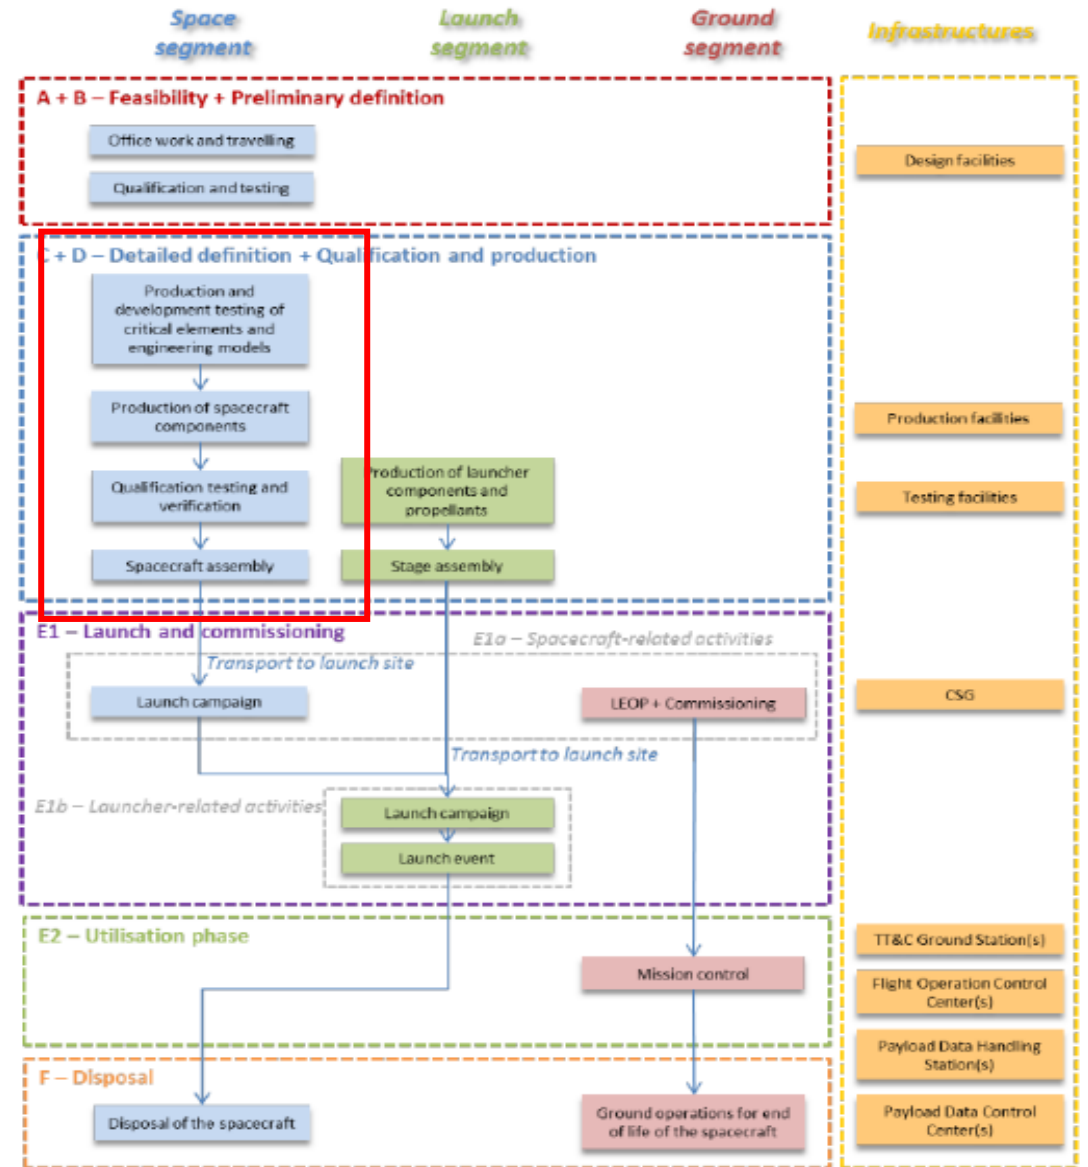 Space
segment
Launch
segment
Ground
segment
Infrastructures
A + B – Feasibility + Preliminary definition
Office work and travelling
Qualification and testing
Design facilities
C + D – Detailed definition + Qualification and production
Production and
development testing of
critical elements and
engineering models
Production of spacecraft
components
Qualification testing and
verification
Spacecraft assembly
Production of launcher
components and
propellants
Stage assembly
Production facilities
Testing facilities
E1 – Launch and commissioning
E1a – Spacecraft-related activities
Transport to launch site
Launch campaign
LEOP + Commissioning
CSG
Transport to launch site
E1b – Launcher-related activities
Launch campaign
Launch event
E2 – Utilisation phase
Mission control
TT&C Ground Station(s)
Flight Operation Control
Center(s)
Payload Data Handling
Station(s)
F – Disposal
Disposal of the spacecraft
Ground operations for end
of life of the spacecraft
Payload Data Control
Center(s)